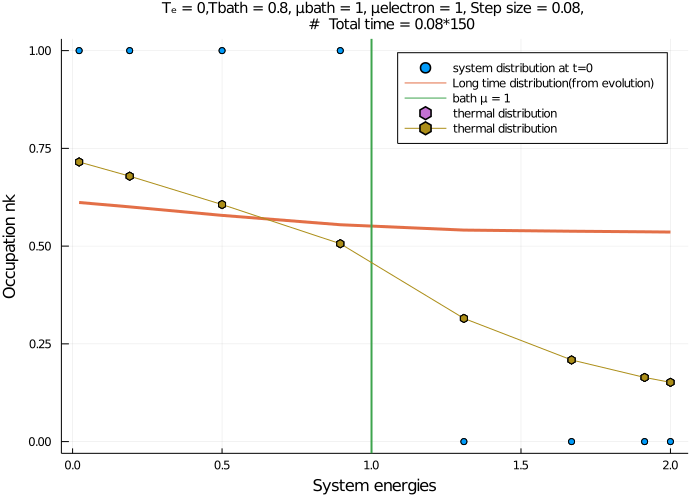 Tₑ = 0,Tbath = 0.8, μbath = 1, μelectron = 1, Step size = 0.08,
# Total time = 0.08*150
system distribution at t=0
Long time distribution(from evolution)
bath μ = 1
thermal distribution
thermal distribution
Occupation nk
1.00
0.75
0.50
0.25
0.00
0.0 0.5 1.0 1.5 2.0
System energies